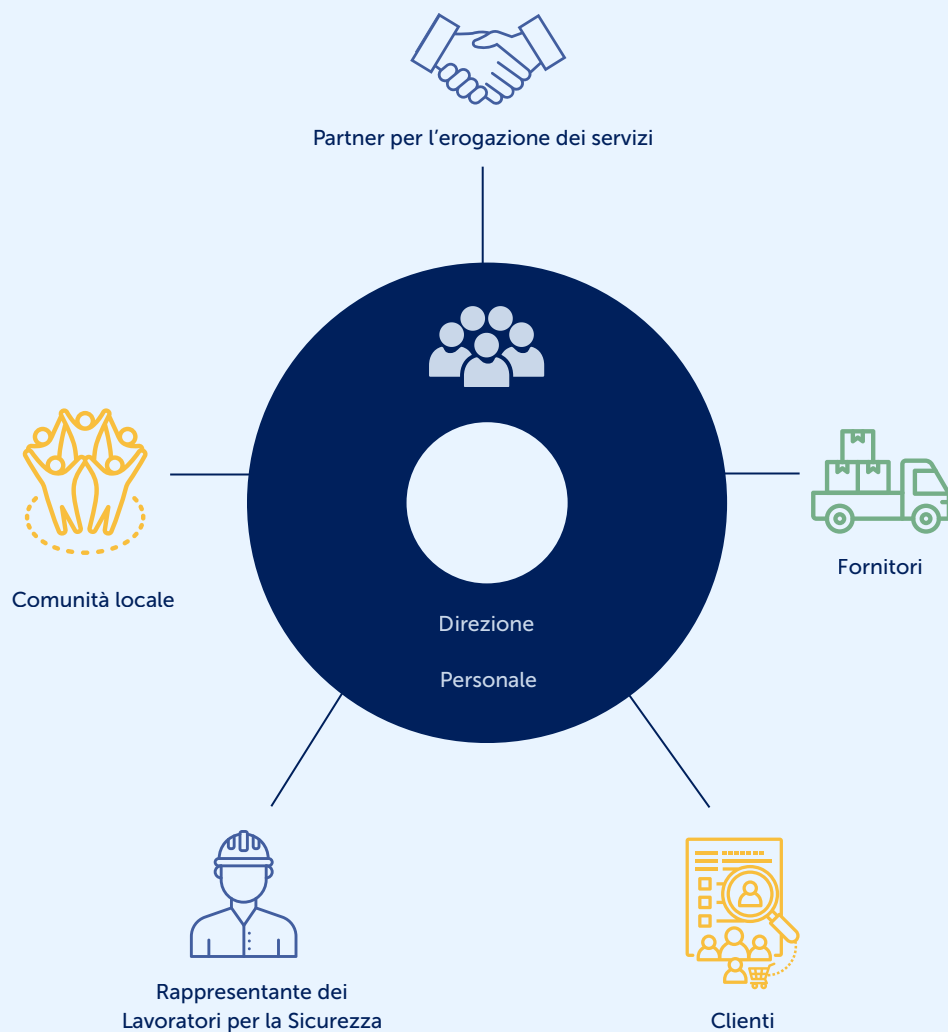 Partner per l'erogazione dei servizi
Fornitori
Comunità locale
Direzione
Personale
Rappresentante dei
Lavoratori per la Sicurezza
Clienti